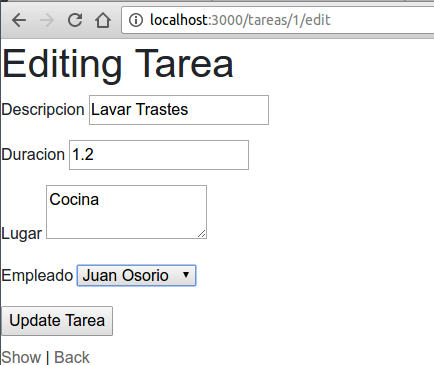 localhost:3000/tareas/1/edit
Editing Tarea
Descripcion Lavar Trastes
Duracion 1.2
Cocina
Lugar
Empleado Juan Osorio
Update Tarea
Show | Back